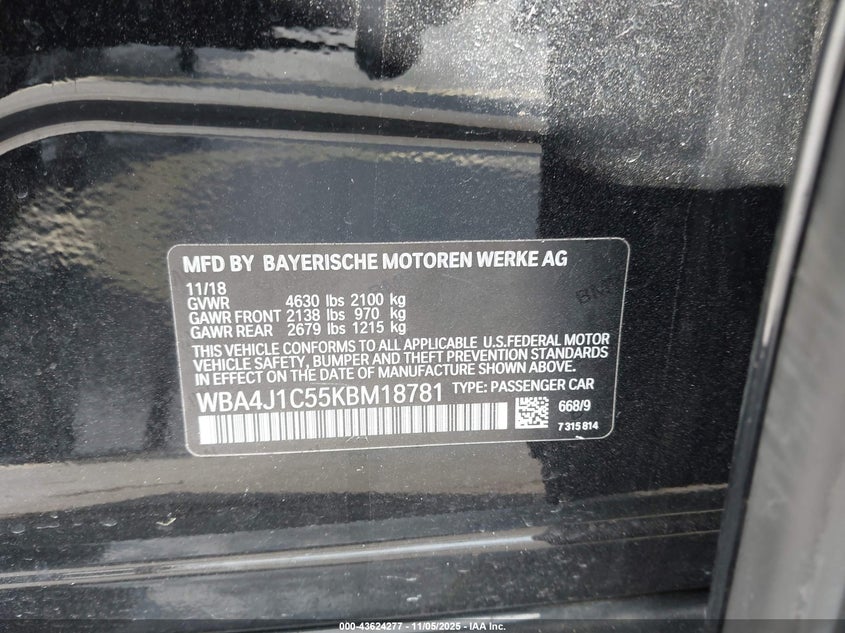 MFD BY BAYERISCHE MOTOREN WERKE AG
11/18
GVWR 4630 lbs 2100 kg
GAWR FRONT 2138 lbs 970 kg
GAWR REAR 2679 lbs 1215 kg
THIS VEHICLE CONFORMS TO ALL APPLICABLE U.S.FEDERAL MOTOR
VEHICLE SAFETY, BUMPER AND THEFT PREVENTION STANDARDS
IN EFFECT ON THE DATE OF MANUFACTURE SHOWN ABOVE.
WBA4J1C55KBM18781 TYPE: PASSENGER CAR
668/9
7 315 814
000-43624277 - 11/05/2025 - IAA Inc.